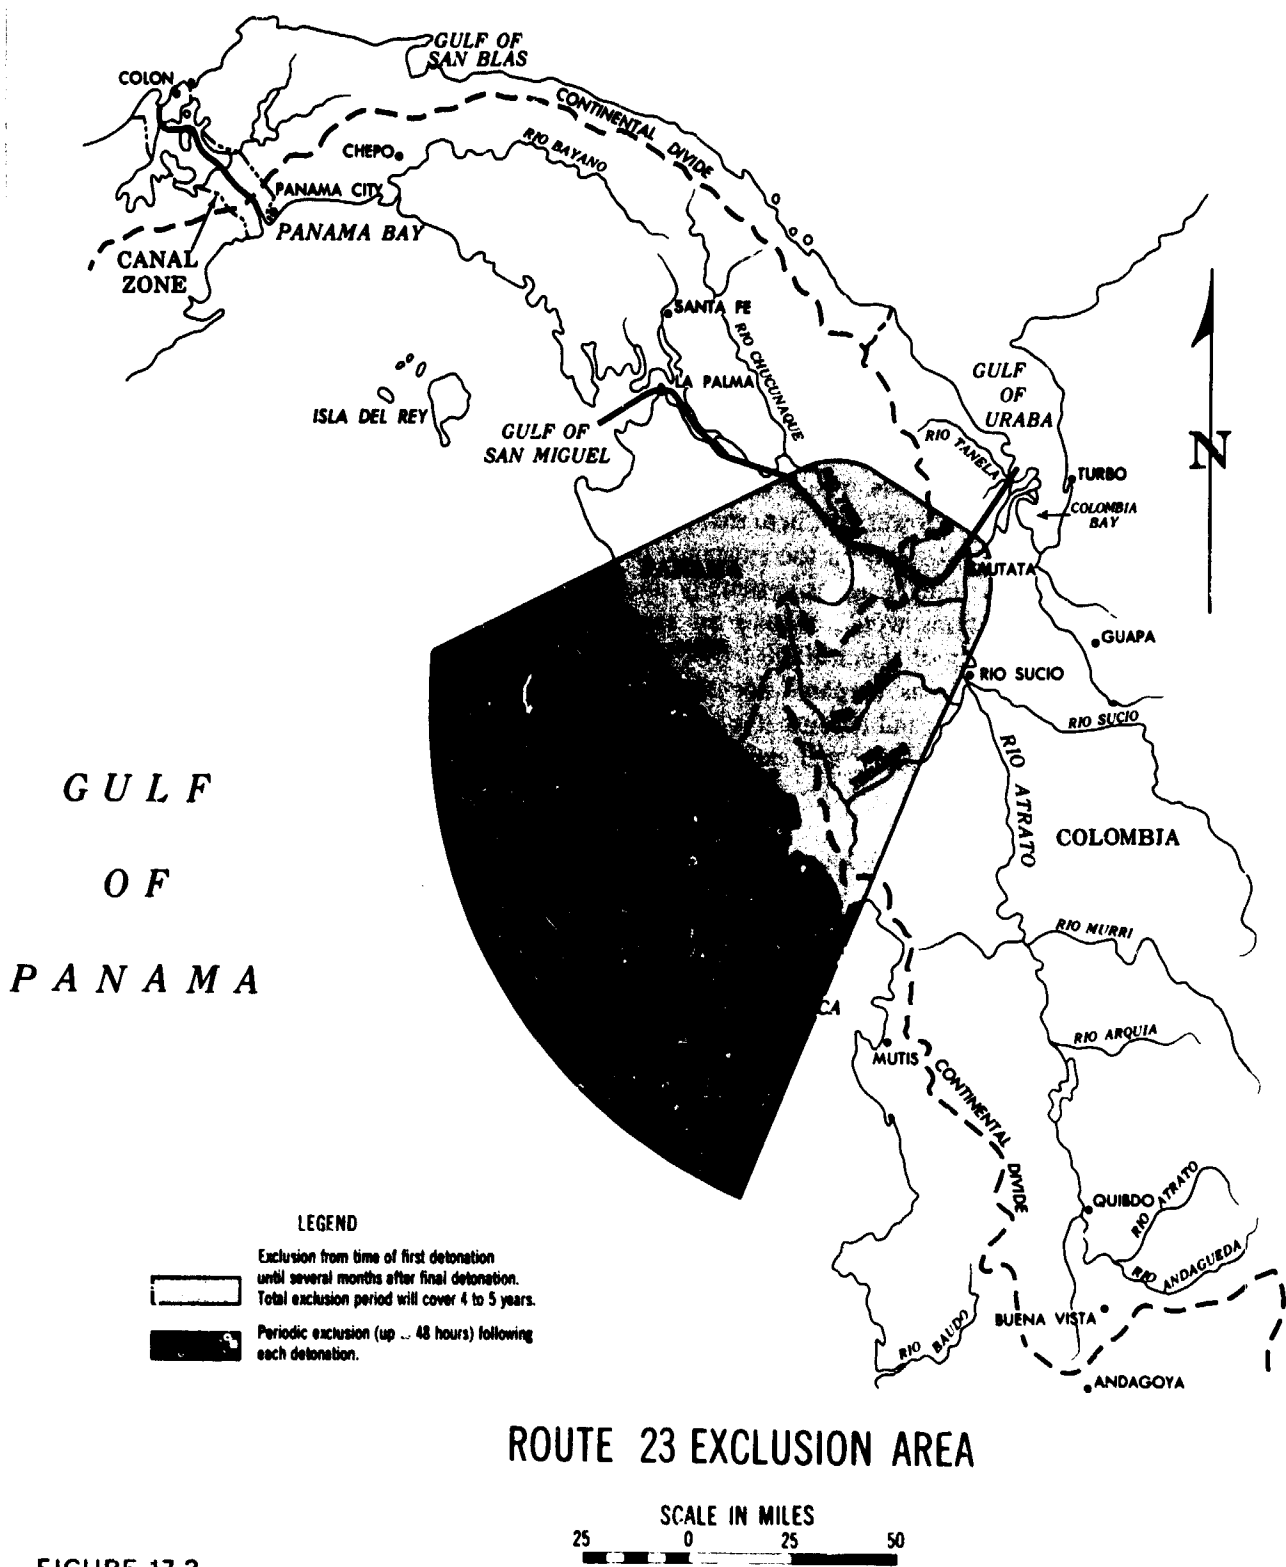 GULF OF
SAN BLAS
COLON
CONTINENTAL DIVIDE
RIO BAYANO
CHEPO
PANAMA CITY
PANAMA BAY
CANAL
ZONE
SANTA FE
RIO CHUCUNAQUE
LA PALMA
ISLA DEL REY
GULF OF
SAN MIGUEL
GULF
OF
URABA
RIO TANELA
N
TURBO
COLOMBIA
BAY
GUAPA
RIO SUCIO
RIO SUCIO
RIO ATRATO
GULF
OF
PANAMA
COLOMBIA
RIO MURRI
RIO ARQUIA
MUTIS
CONTINENTAL DIVIDE
QUIBDO
RIO ATRATO
RIO ANDAGUEDA
BUENA VISTA
RIO BAUDO
ANDAGOYA
LEGEND
Exclusion from time of first detonation
until several months after final detonation.
Total exclusion period will cover 4 to 5 years.
Periodic exclusion (up 48 hours) following
each detonation.
ROUTE 23 EXCLUSION AREA
SCALE IN MILES
25 0 25 50